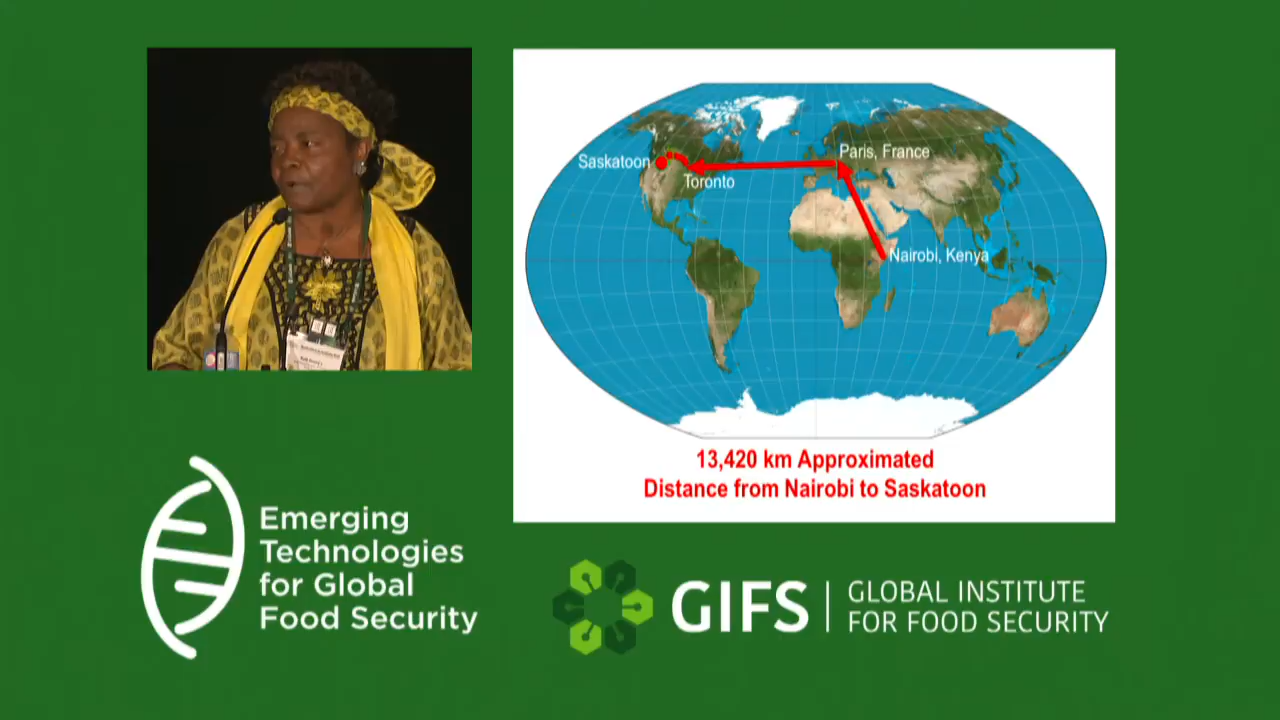 Saskatoon
Toronto
Paris, France
Nairobi, Kenya
13,420 km Approximated
Distance from Nairobi to Saskatoon
Emerging
Technologies
for Global
Food Security
GIFS
GLOBAL INSTITUTE
FOR FOOD SECURITY